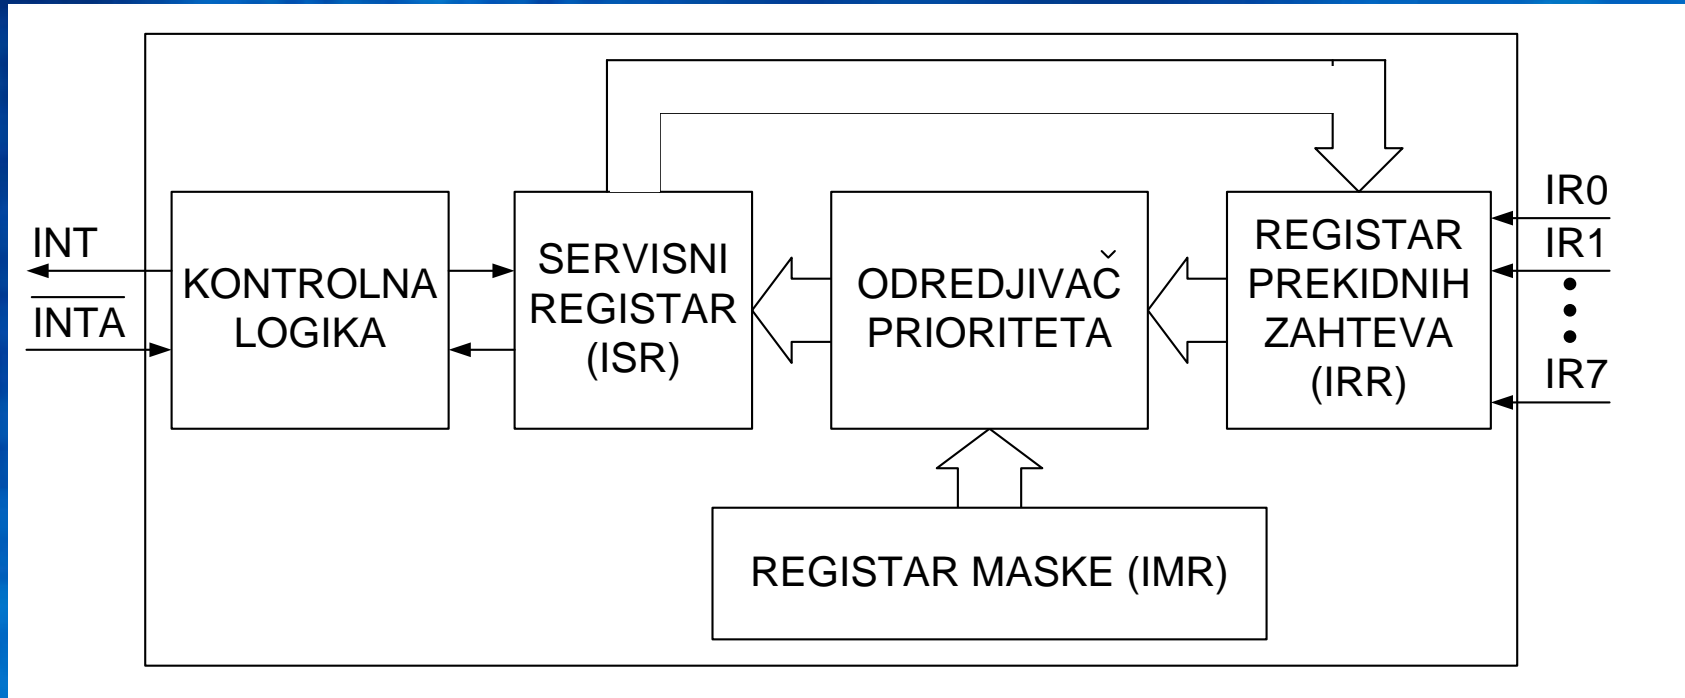 INT
INTA
KONTROLNA
LOGIKA
SERVISNI
REGISTAR
(ISR)
ODREDJIVAČ
PRIORITETA
REGISTAR
PREKIDNIH
ZAHTEVA
(IRR)
IR0
IR1
IR7
REGISTAR MASKE (IMR)